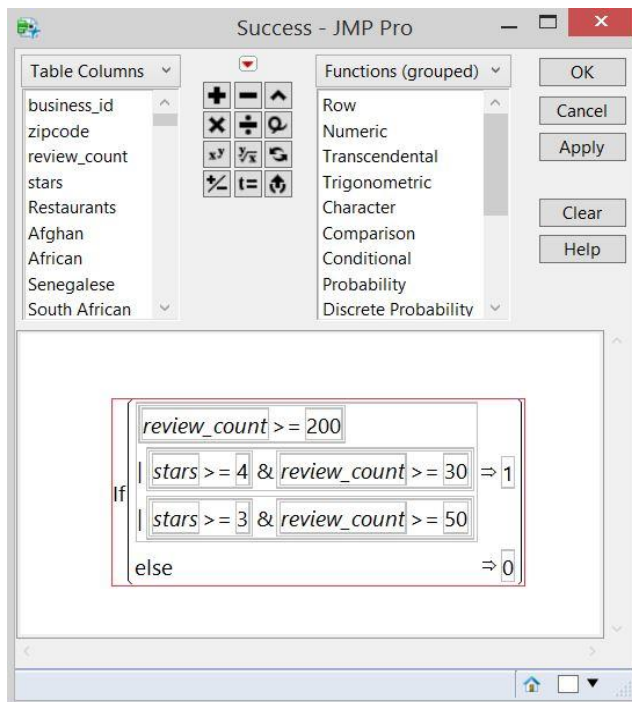 Success - JMP Pro
Table Columns
Functions (grouped)
OK
business_id
zipcode
review_count
stars
Restaurants
Afghan
African
Senegalese
South African
Row
Numeric
Transcendental
Trigonometric
Character
Comparison
Conditional
Probability
Discrete Probability
Cancel
Apply
Clear
Help
review_count >= 200
| stars >= 4 & review_count >= 30 ⇒ 1
If
| stars >= 3 & review_count >= 50
else ⇒ 0